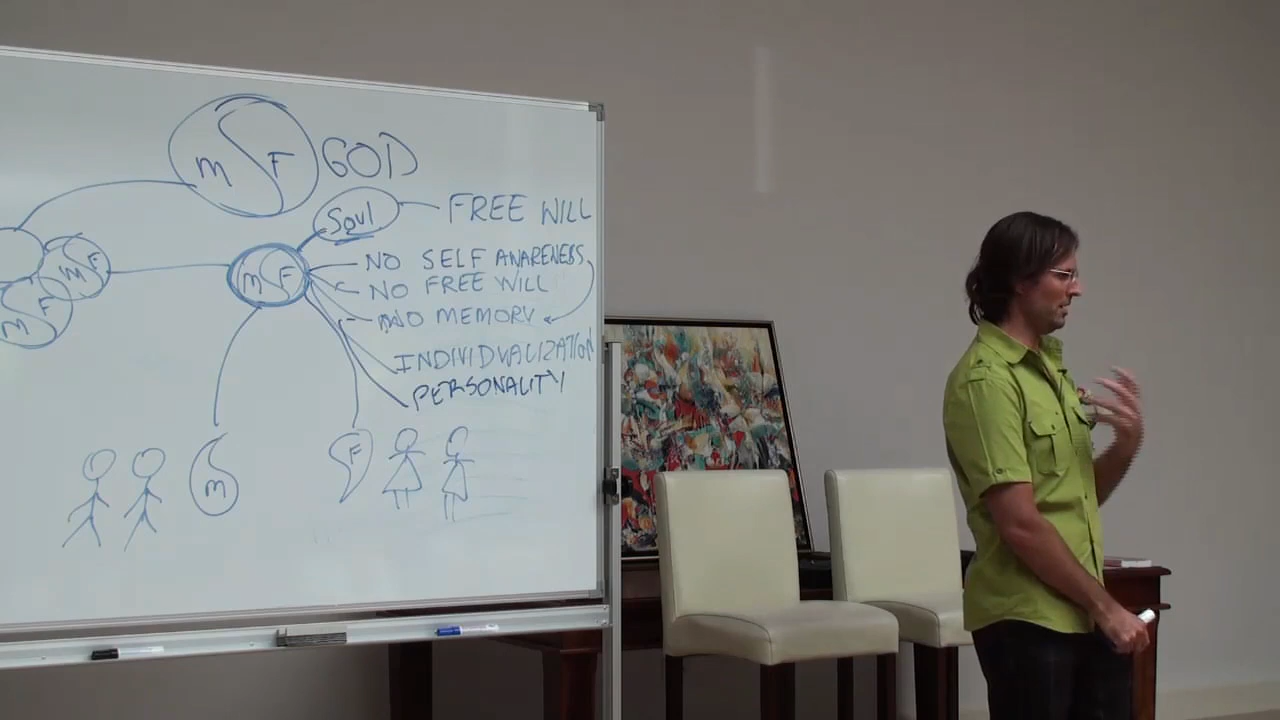 M F GOD
Soul FREE WILL
NO SELF AWARENESS
M F
M F
NO FREE WILL
M F
NO MEMORY
INDIVIDUALIZATION
PERSONALITY
F
M